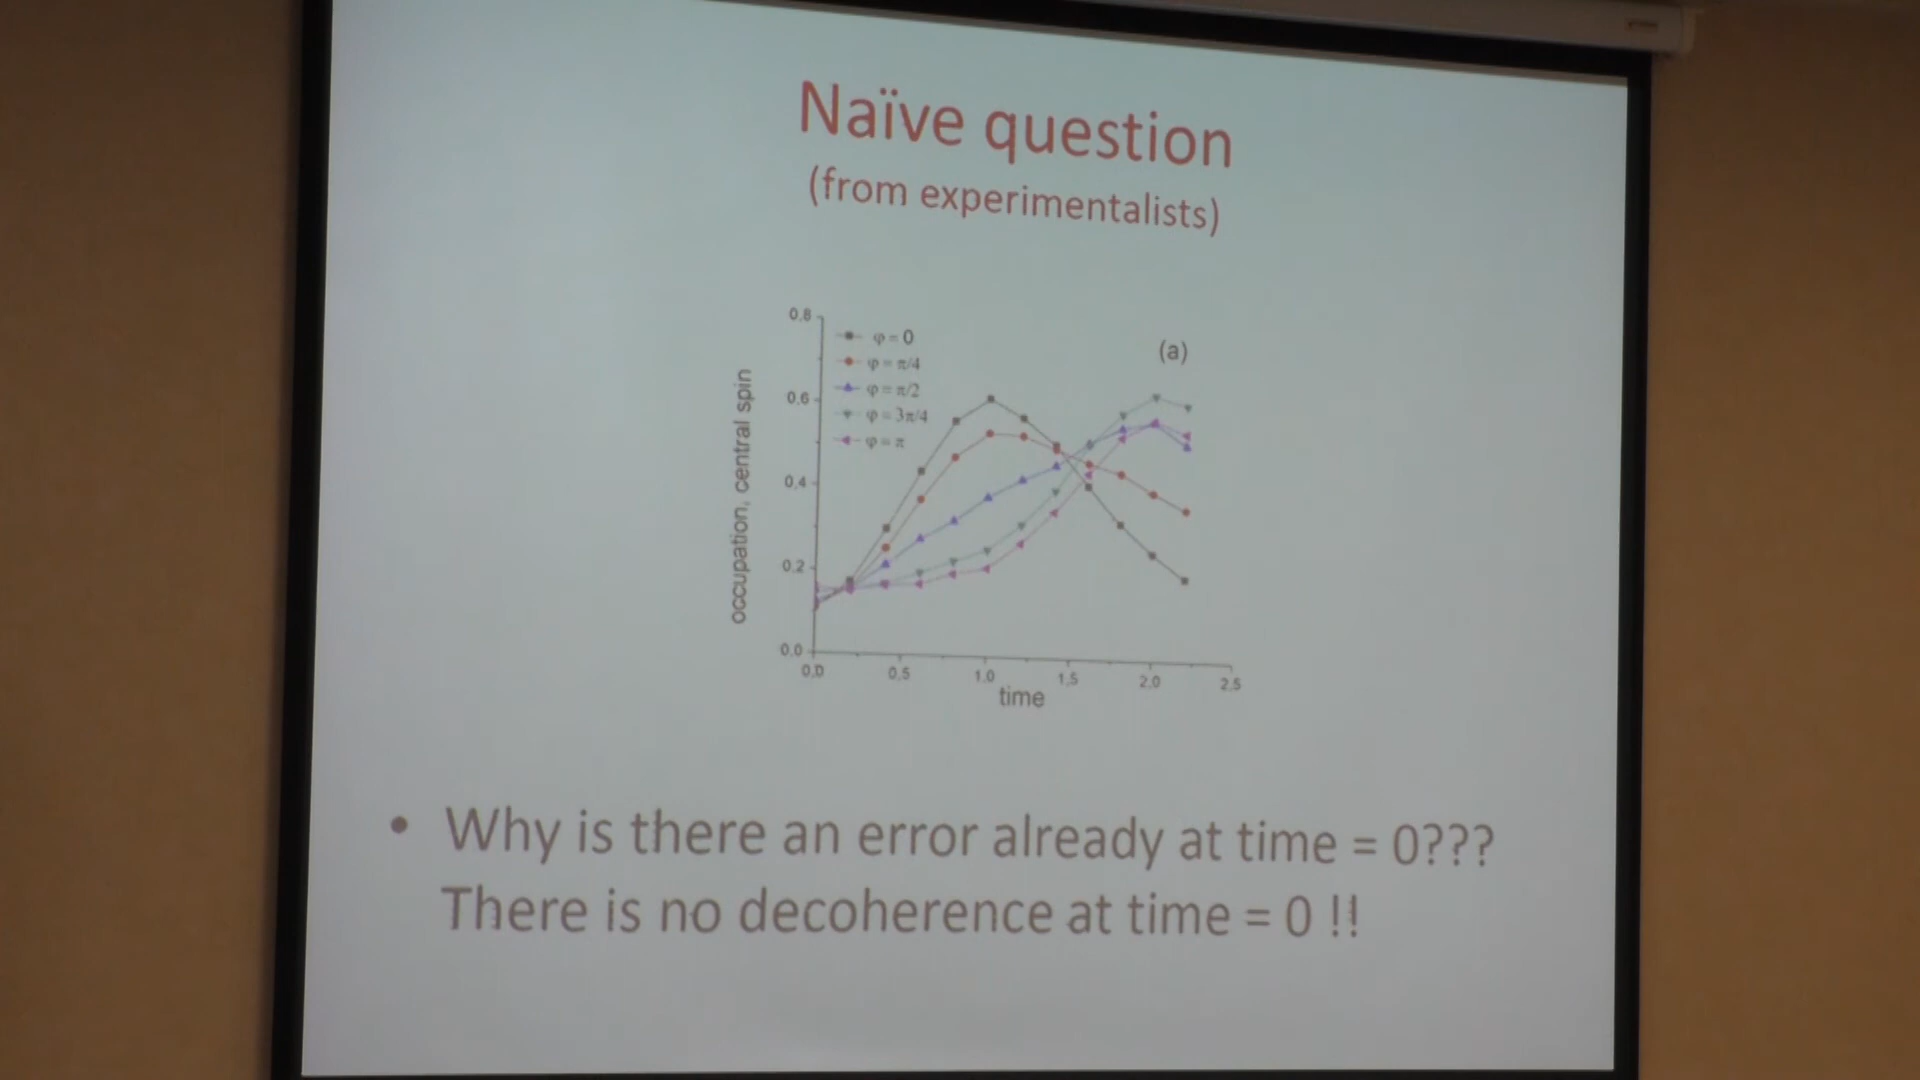 Naïve question
(from experimentalists)
0.8
0.6
0.4
0.2
0.0
occupation, central spin
φ = 0
φ = π/4
φ = π/2
φ = 3π/4
φ = π
(a)
0.0 0.5 1.0 1.5 2.0 2.5
time
• Why is there an error already at time = 0???
There is no decoherence at time = 0 !!